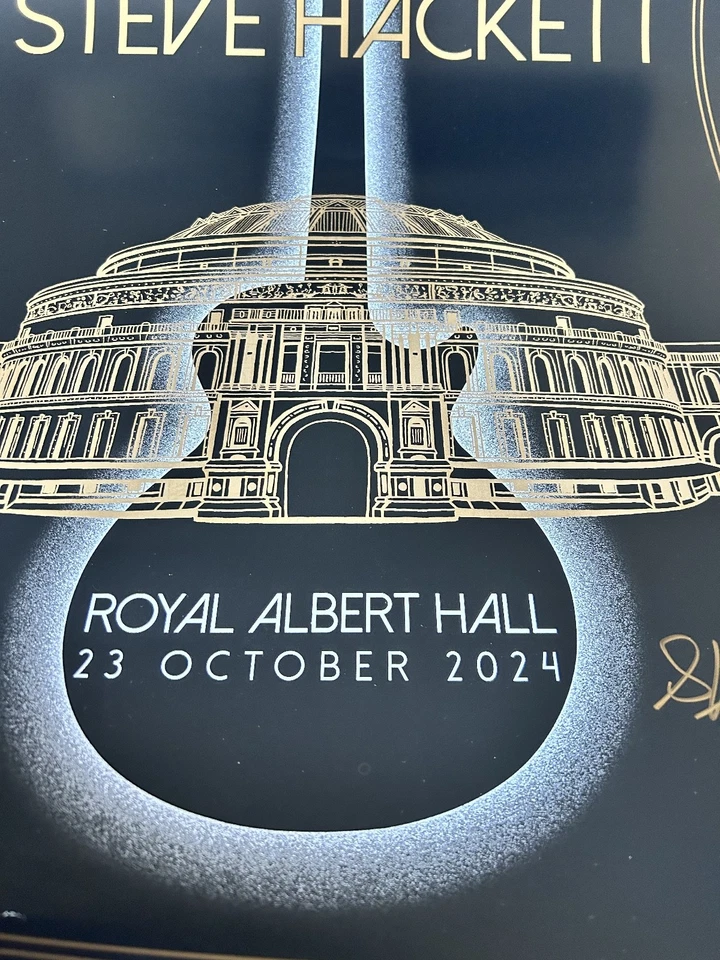 STEVE HACKETT
ROYAL ALBERT HALL
23 OCTOBER 2024